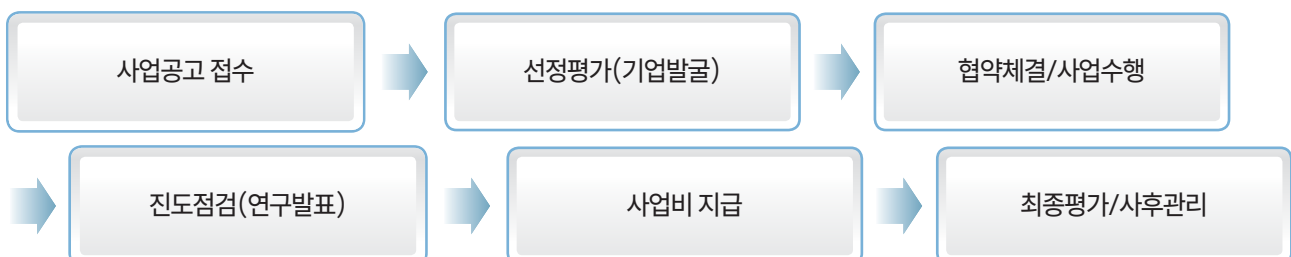 사업공고 접수
선정평가(기업발굴)
협약체결/사업수행
진도점검(연구발표)
사업비 지급
최종평가/사후관리